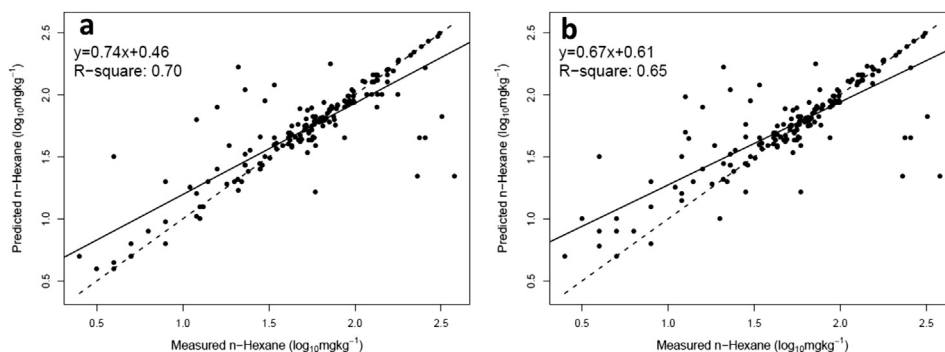 a
y=0.74x+0.46
R−square: 0.70
Predicted n−Hexane (log₁₀mgkg⁻¹)
2.5
2.0
1.5
1.0
0.5
0.5 1.0 1.5 2.0 2.5
Measured n−Hexane (log₁₀mgkg⁻¹)
b
y=0.67x+0.61
R−square: 0.65
Predicted n−Hexane (log₁₀mgkg⁻¹)
2.5
2.0
1.5
1.0
0.5
0.5 1.0 1.5 2.0 2.5
Measured n−Hexane (log₁₀mgkg⁻¹)